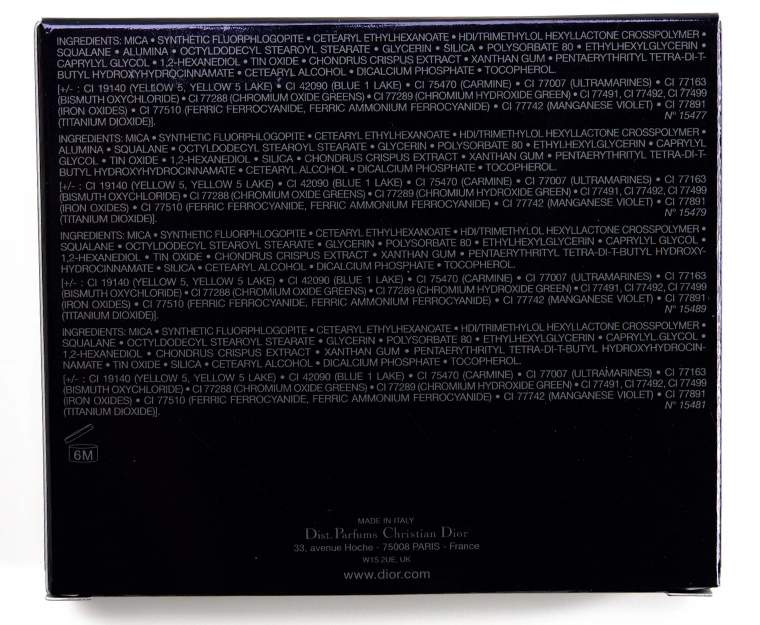 INGREDIENTS: MICA • SYNTHETIC FLUORPHLOGOPITE • CETEARYL ETHYLHEXANOATE • HDI/TRIMETHYLOL HEXYLLACTONE CROSSPOLYMER •
SQUALANE • ALUMINA • OCTYLDODECYL STEAROYL STEARATE • GLYCERIN • SILICA • POLYSORBATE 80 • ETHYLHEXYLGLYCERIN •
CAPRYLYL GLYCOL • 1,2-HEXANEDIOL • TIN OXIDE • CHONDRUS CRISPUS EXTRACT • XANTHAN GUM • PENTAERYTHRITYL TETRA-DI-T-
BUTYL HYDROXYHYDROCINNAMATE • CETEARYL ALCOHOL • DICALCIUM PHOSPHATE • TOCOPHEROL.
[+/- : CI 19140 (YELLOW 5, YELLOW 5 LAKE) • CI 42090 (BLUE 1 LAKE) • CI 75470 (CARMINE) • CI 77007 (ULTRAMARINES) • CI 77163
(BISMUTH OXYCHLORIDE) • CI 77288 (CHROMIUM OXIDE GREENS) • CI 77289 (CHROMIUM HYDROXIDE GREEN) • CI 77491, CI 77492, CI 77499
(IRON OXIDES) • CI 77510 (FERRIC FERROCYANIDE, FERRIC AMMONIUM FERROCYANIDE) • CI 77742 (MANGANESE VIOLET) • CI 77891
(TITANIUM DIOXIDE)]. N° 15477
INGREDIENTS: MICA • SYNTHETIC FLUORPHLOGOPITE • CETEARYL ETHYLHEXANOATE • HDI/TRIMETHYLOL HEXYLLACTONE CROSSPOLYMER •
ALUMINA • SQUALANE • OCTYLDODECYL STEAROYL STEARATE • GLYCERIN • POLYSORBATE 80 • ETHYLHEXYLGLYCERIN • CAPRYLYL
GLYCOL • TIN OXIDE • 1,2-HEXANEDIOL • SILICA • CHONDRUS CRISPUS EXTRACT • XANTHAN GUM • PENTAERYTHRITYL TETRA-DI-T-
BUTYL HYDROXYHYDROCINNAMATE • CETEARYL ALCOHOL • DICALCIUM PHOSPHATE • TOCOPHEROL.
[+/- : CI 19140 (YELLOW 5, YELLOW 5 LAKE) • CI 42090 (BLUE 1 LAKE) • CI 75470 (CARMINE) • CI 77007 (ULTRAMARINES) • CI 77163
(BISMUTH OXYCHLORIDE) • CI 77288 (CHROMIUM OXIDE GREENS) • CI 77289 (CHROMIUM HYDROXIDE GREEN) • CI 77491, CI 77492, CI 77499
(IRON OXIDES) • CI 77510 (FERRIC FERROCYANIDE, FERRIC AMMONIUM FERROCYANIDE) • CI 77742 (MANGANESE VIOLET) • CI 77891
(TITANIUM DIOXIDE)]. N° 15479
INGREDIENTS: MICA • SYNTHETIC FLUORPHLOGOPITE • CETEARYL ETHYLHEXANOATE • HDI/TRIMETHYLOL HEXYLLACTONE CROSSPOLYMER •
SQUALANE • OCTYLDODECYL STEAROYL STEARATE • GLYCERIN • POLYSORBATE 80 • ETHYLHEXYLGLYCERIN • CAPRYLYL GLYCOL •
1,2-HEXANEDIOL • TIN OXIDE • CHONDRUS CRISPUS EXTRACT • XANTHAN GUM • PENTAERYTHRITYL TETRA-DI-T-BUTYL HYDROXY-
HYDROCINNAMATE • SILICA • CETEARYL ALCOHOL • DICALCIUM PHOSPHATE • TOCOPHEROL.
[+/- : CI 19140 (YELLOW 5, YELLOW 5 LAKE) • CI 42090 (BLUE 1 LAKE) • CI 75470 (CARMINE) • CI 77007 (ULTRAMARINES) • CI 77163
(BISMUTH OXYCHLORIDE) • CI 77288 (CHROMIUM OXIDE GREENS) • CI 77289 (CHROMIUM HYDROXIDE GREEN) • CI 77491, CI 77492, CI 77499
(IRON OXIDES) • CI 77510 (FERRIC FERROCYANIDE, FERRIC AMMONIUM FERROCYANIDE) • CI 77742 (MANGANESE VIOLET) • CI 77891
(TITANIUM DIOXIDE)]. N° 15489
INGREDIENTS: MICA • SYNTHETIC FLUORPHLOGOPITE • CETEARYL ETHYLHEXANOATE • HDI/TRIMETHYLOL HEXYLLACTONE CROSSPOLYMER •
SQUALANE • OCTYLDODECYL STEAROYL STEARATE • GLYCERIN • POLYSORBATE 80 • ETHYLHEXYLGLYCERIN • CAPRYLYL GLYCOL •
1,2-HEXANEDIOL • CHONDRUS CRISPUS EXTRACT • XANTHAN GUM • PENTAERYTHRITYL TETRA-DI-T-BUTYL HYDROXYHYDROCIN-
NAMATE • TIN OXIDE • SILICA • CETEARYL ALCOHOL • DICALCIUM PHOSPHATE • TOCOPHEROL.
[+/- : CI 19140 (YELLOW 5, YELLOW 5 LAKE) • CI 42090 (BLUE 1 LAKE) • CI 75470 (CARMINE) • CI 77007 (ULTRAMARINES) • CI 77163
(BISMUTH OXYCHLORIDE) • CI 77288 (CHROMIUM OXIDE GREENS) • CI 77289 (CHROMIUM HYDROXIDE GREEN) • CI 77491, CI 77492, CI 77499
(IRON OXIDES) • CI 77510 (FERRIC FERROCYANIDE, FERRIC AMMONIUM FERROCYANIDE) • CI 77742 (MANGANESE VIOLET) • CI 77891
(TITANIUM DIOXIDE)]. N° 15481
6M
MADE IN ITALY
Dist. Parfums Christian Dior
33, avenue Hoche - 75008 PARIS - France
W1S 2UE, UK
www.dior.com